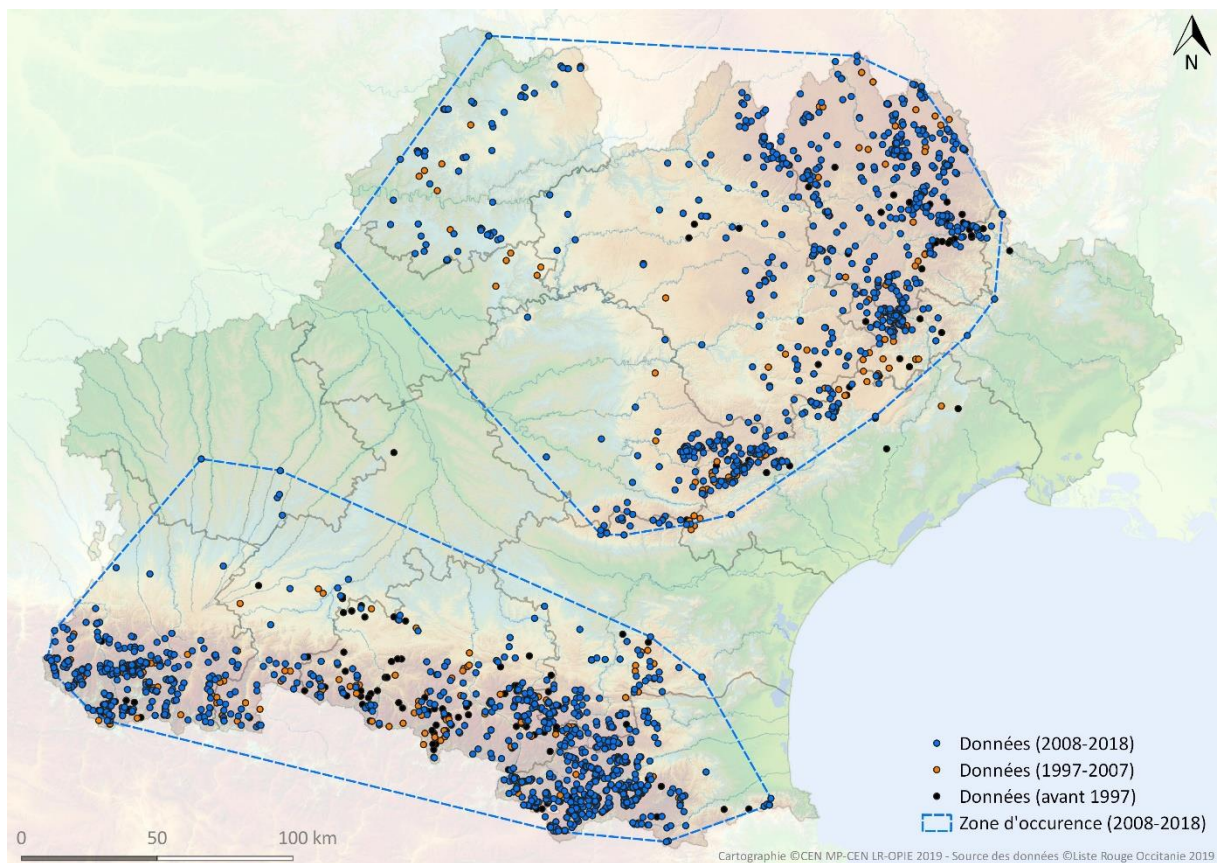 N
Données (2008-2018)
Données (1997-2007)
Données (avant 1997)
Zone d'occurence (2008-2018)
0 50 100 km
Cartographie ©CEN MP-CEN LR-OPIE 2019 - Source des données ©Liste Rouge Occitanie 2019